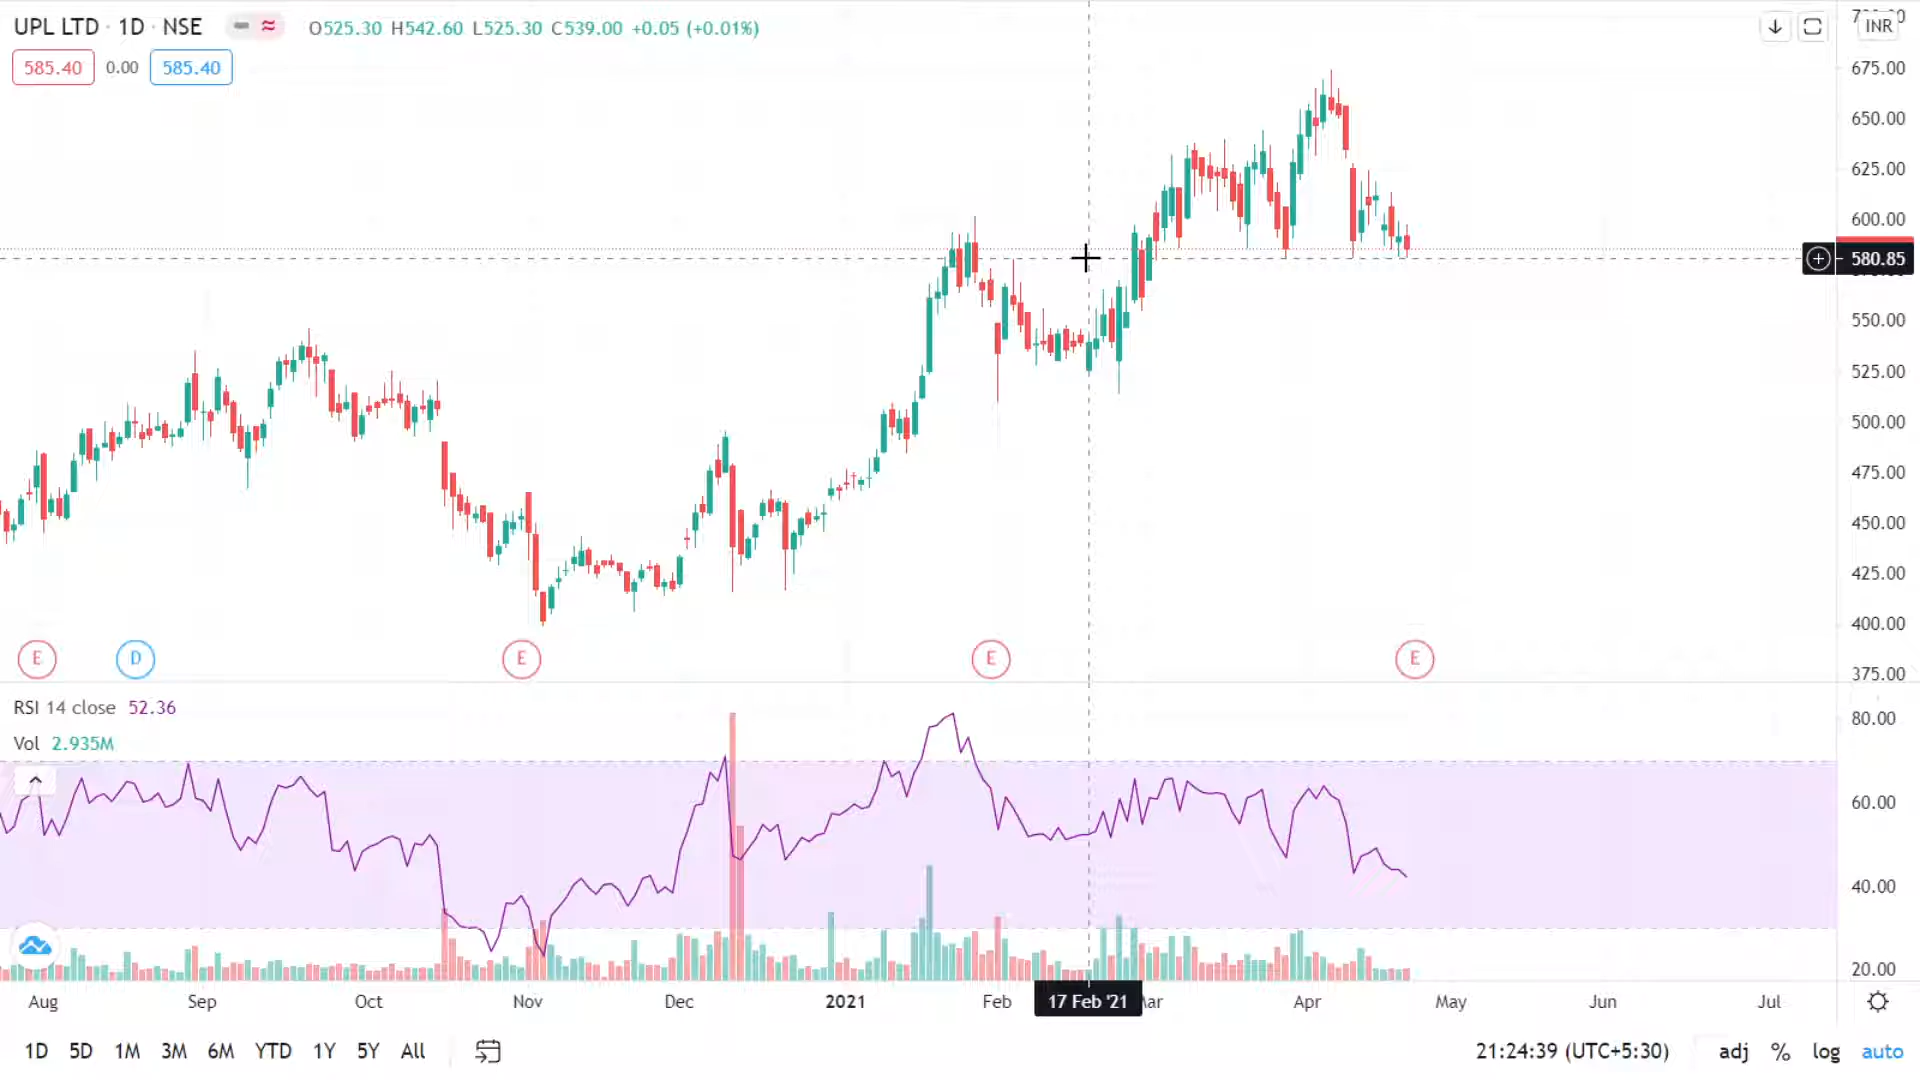 UPL LTD · 1D · NSE O525.30 H542.60 L525.30 C539.00 +0.05 (+0.01%)
INR
585.40 0.00 585.40
675.00
650.00
625.00
600.00
580.85
550.00
525.00
500.00
475.00
450.00
425.00
400.00
375.00
E D E E E
RSI 14 close 52.36
Vol 2.935M
80.00
60.00
40.00
20.00
Aug Sep Oct Nov Dec 2021 Feb 17 Feb '21 Apr May Jun Jul
1D 5D 1M 3M 6M YTD 1Y 5Y All 21:24:39 (UTC+5:30) adj % log auto